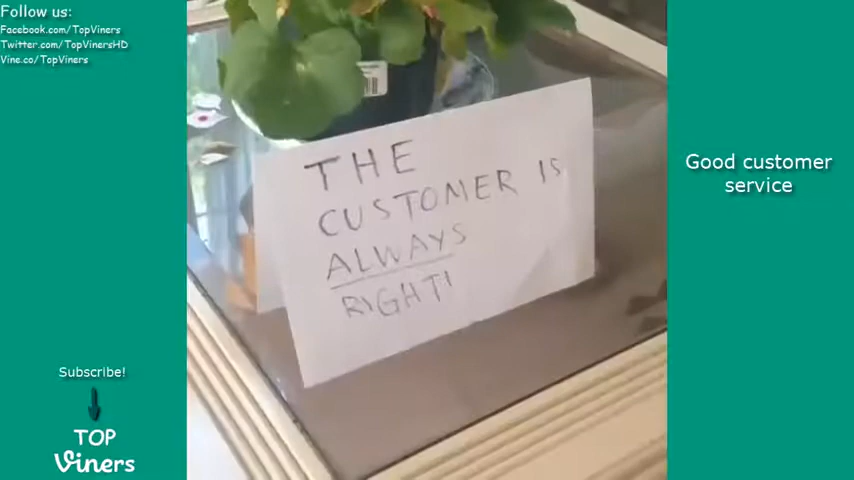 Follow us:
Facebook.com/TopViners
Twitter.com/TopVinersHD
Vine.co/TopViners
THE
CUSTOMER IS
ALWAYS
RIGHT!
Good customer
service
Subscribe!
TOP
Viners